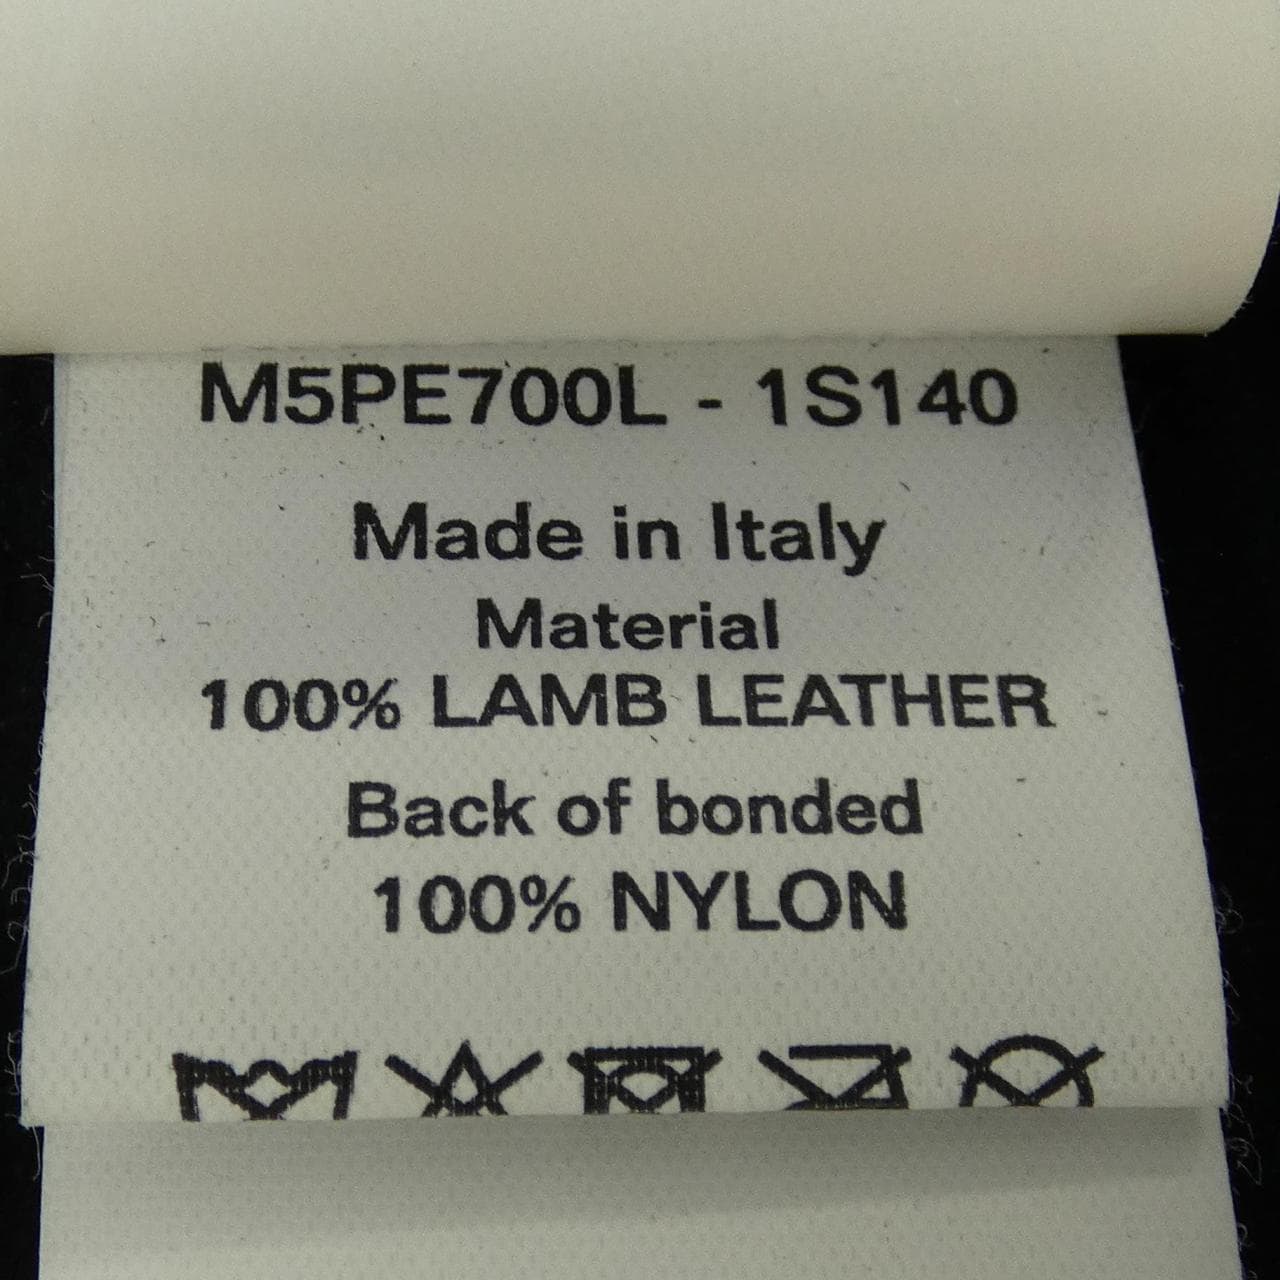 M5PE700L - 1S140
Made in Italy
Material
100% LAMB LEATHER
Back of bonded
100% NYLON